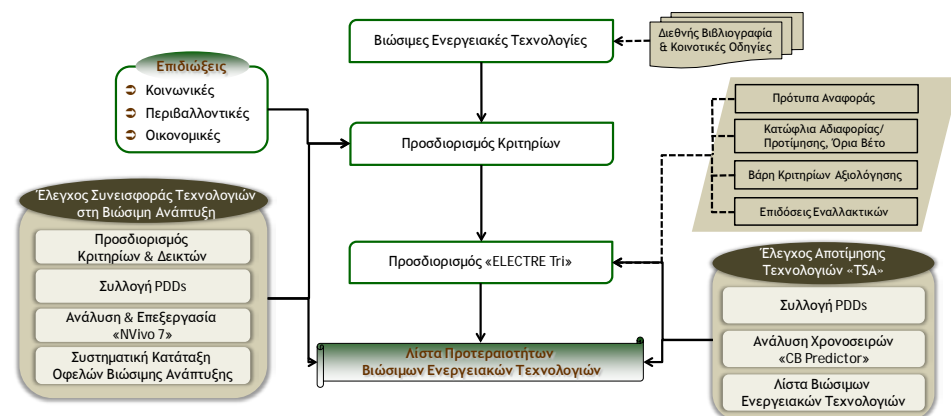 Βιώσιμες Ενεργειακές Τεχνολογίες
Διεθνής Βιβλιογραφία
& Κοινοτικές Οδηγίες
Επιδιώξεις
Κοινωνικές
Περιβαλλοντικές
Οικονομικές
Προσδιορισμός Κριτηρίων
Πρότυπα Αναφοράς
Κατώφλια Αδιαφορίας/
Προτίμησης, Όρια Βέτο
Βάρη Κριτηρίων Αξιολόγησης
Επιδόσεις Εναλλακτικών
Έλεγχος Συνεισφοράς Τεχνολογιών
στη Βιώσιμη Ανάπτυξη
Προσδιορισμός
Κριτηρίων & Δεικτών
Συλλογή PDDs
Ανάλυση & Επεξεργασία
«NVivo 7»
Συστηματική Κατάταξη
Οφελών Βιώσιμης Ανάπτυξης
Προσδιορισμός «ELECTRE Tri»
Έλεγχος Αποτίμησης
Τεχνολογιών «TSA»
Συλλογή PDDs
Ανάλυση Χρονοσειρών
«CB Predictor»
Λίστα Βιώσιμων
Ενεργειακών Τεχνολογιών
Λίστα Προτεραιοτήτων
Βιώσιμων Ενεργειακών Τεχνολογιών